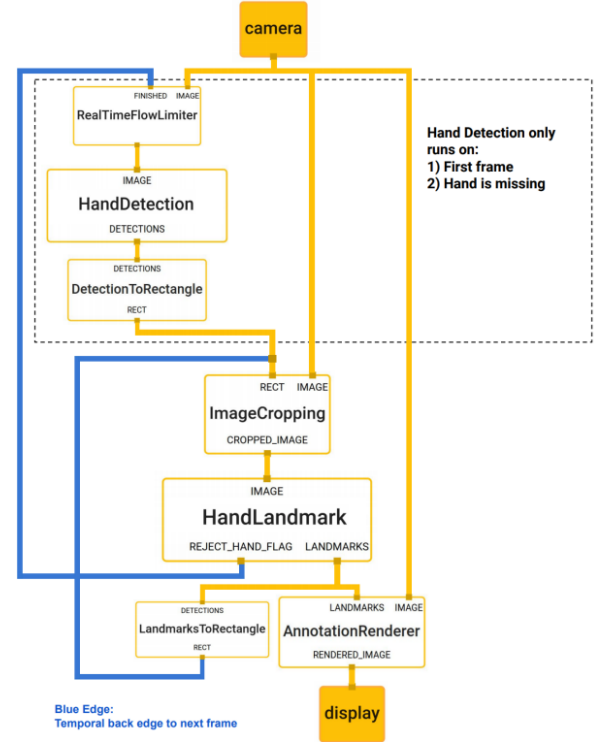 camera
FINISHED IMAGE
RealTimeFlowLimiter
Hand Detection only
runs on:
1) First frame
2) Hand is missing
IMAGE
HandDetection
DETECTIONS
DETECTIONS
DetectionToRectangle
RECT
RECT IMAGE
ImageCropping
CROPPED_IMAGE
IMAGE
HandLandmark
REJECT_HAND_FLAG LANDMARKS
DETECTIONS
LandmarksToRectangle
RECT
LANDMARKS IMAGE
AnnotationRenderer
RENDERED_IMAGE
Blue Edge:
Temporal back edge to next frame
display